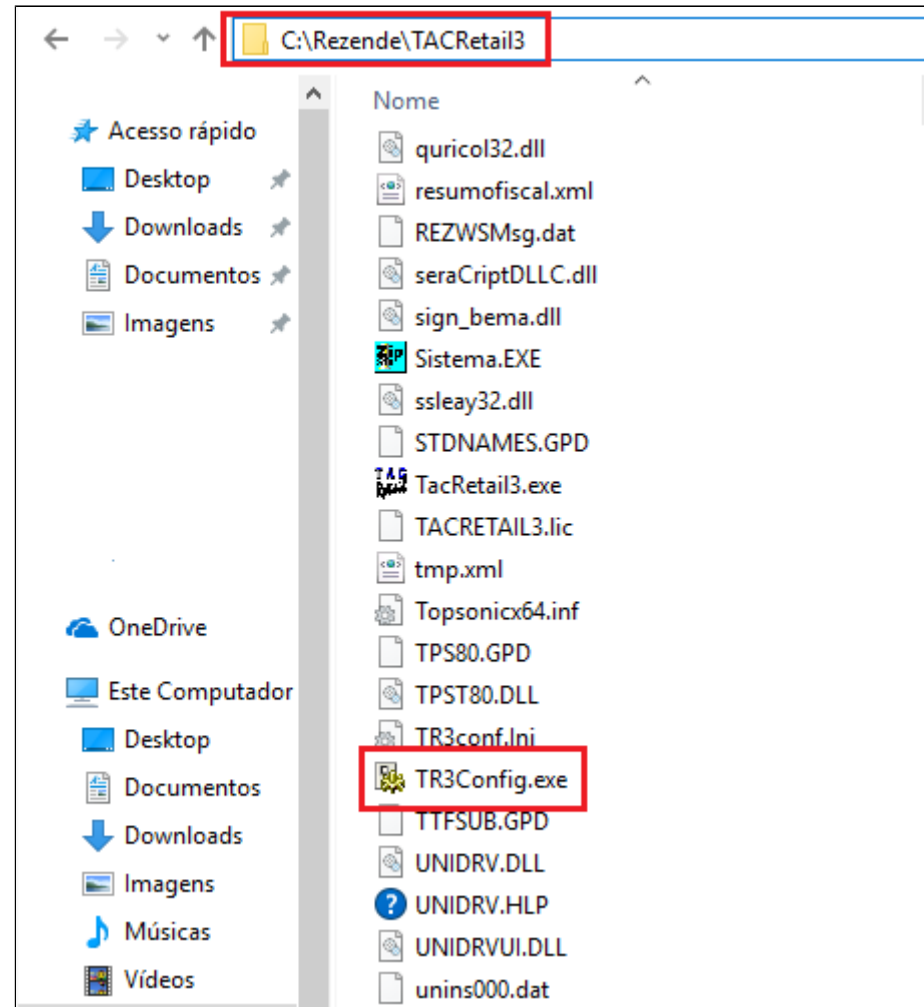 C:\Rezende\TACRetail3
Acesso rápido
Desktop
Downloads
Documentos
Imagens
OneDrive
Este Computador
Desktop
Documentos
Downloads
Imagens
Músicas
Vídeos
Nome
quricol32.dll
resumofiscal.xml
REZWSMsg.dat
seraCriptDLLC.dll
sign_bema.dll
Sistema.EXE
ssleay32.dll
STDNAMES.GPD
TacRetail3.exe
TACRETAIL3.lic
tmp.xml
Topsonicx64.inf
TPS80.GPD
TPST80.DLL
TR3conf.Ini
TR3Config.exe
TTFSUB.GPD
UNIDRV.DLL
UNIDRV.HLP
UNIDRVUI.DLL
unins000.dat